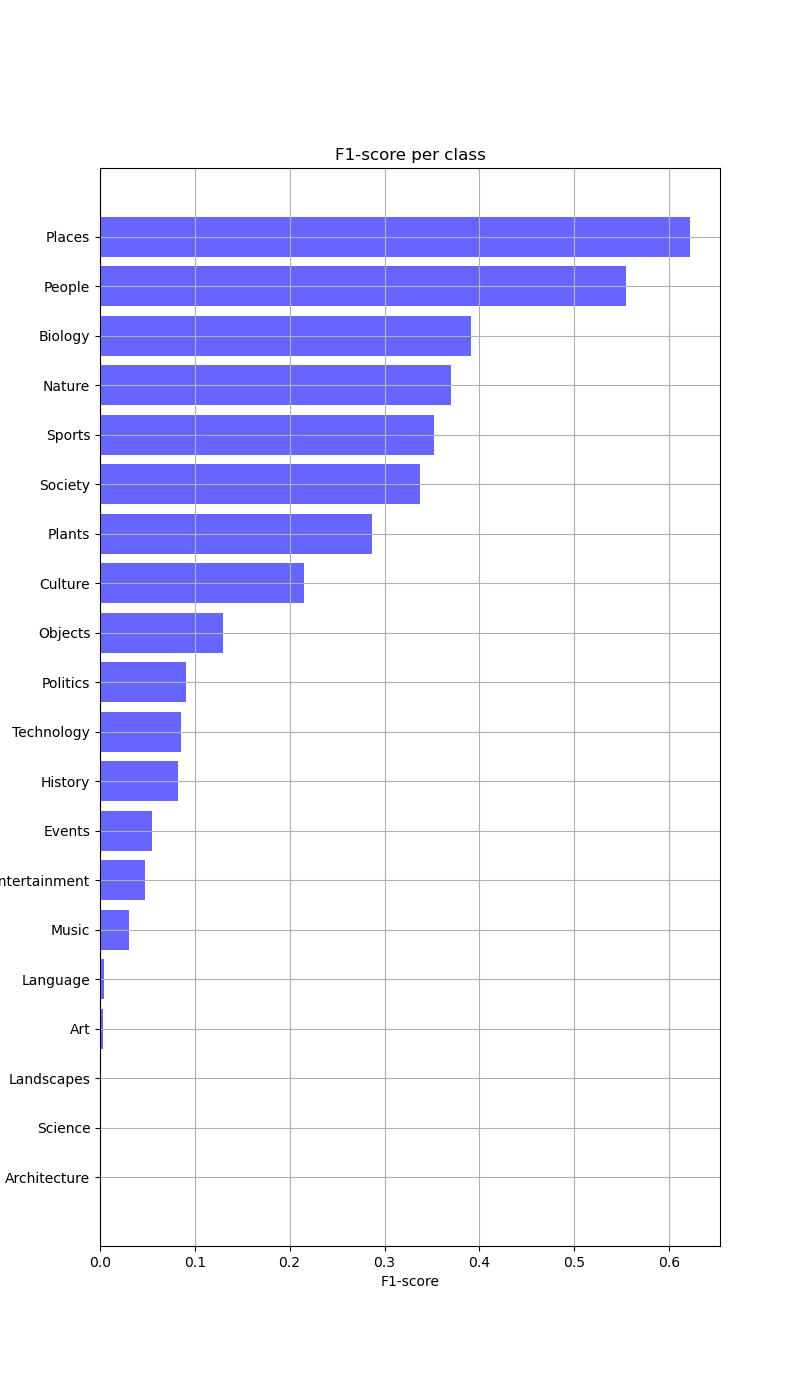 F1-score per class
Places
People
Biology
Nature
Sports
Society
Plants
Culture
Objects
Politics
Technology
History
Events
ntertainment
Music
Language
Art
Landscapes
Science
Architecture
0.0 0.1 0.2 0.3 0.4 0.5 0.6
F1-score